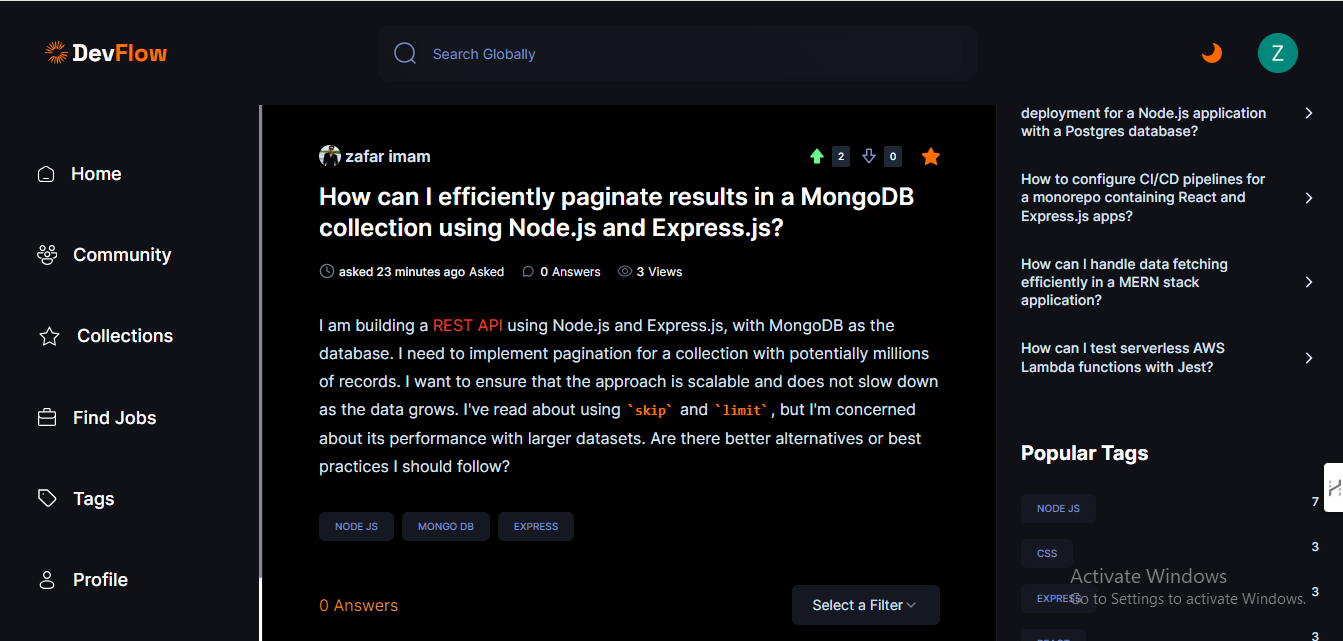 DevFlow
Search Globally
Z
Home
Community
Collections
Find Jobs
Tags
Profile
zafar imam
2
0
How can I efficiently paginate results in a MongoDB
collection using Node.js and Express.js?
asked 23 minutes ago Asked
0 Answers
3 Views
I am building a REST API using Node.js and Express.js, with MongoDB as the
database. I need to implement pagination for a collection with potentially millions
of records. I want to ensure that the approach is scalable and does not slow down
as the data grows. I've read about using `skip` and `limit`, but I'm concerned
about its performance with larger datasets. Are there better alternatives or best
practices I should follow?
NODE JS
MONGO DB
EXPRESS
0 Answers
Select a Filter
deployment for a Node.js application
with a Postgres database?
How to configure CI/CD pipelines for
a monorepo containing React and
Express.js apps?
How can I handle data fetching
efficiently in a MERN stack
application?
How can I test serverless AWS
Lambda functions with Jest?
Popular Tags
NODE JS
7
CSS
3
EXPRESS
3
REACT
3
Activate Windows
Go to Settings to activate Windows.